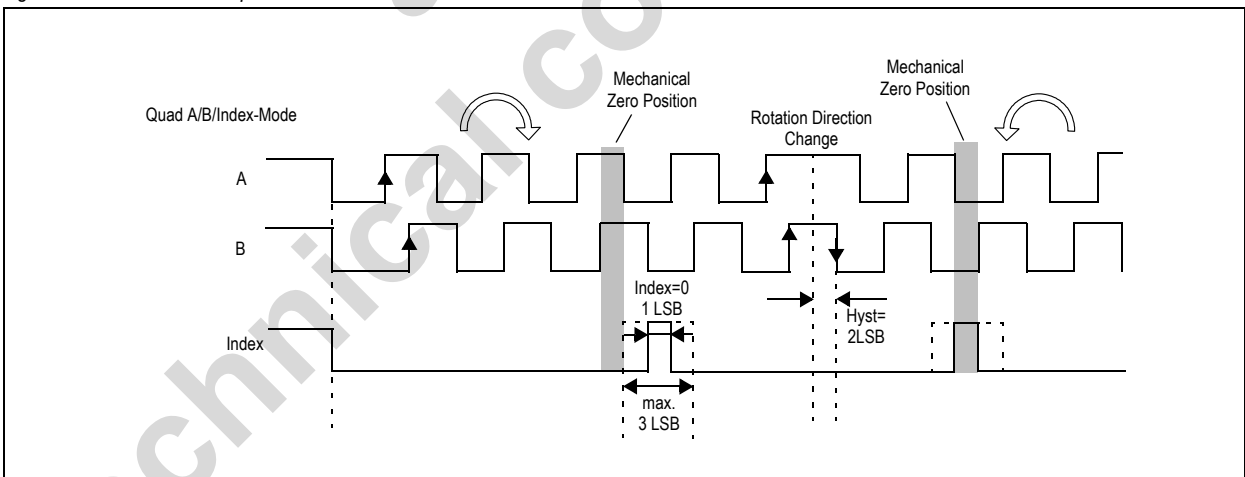 Mechanical
Zero Position
Mechanical
Zero Position
Quad A/B/Index-Mode
Rotation Direction
Change
A
B
Index=0
1 LSB
Hyst=
2LSB
Index
max.
3 LSB